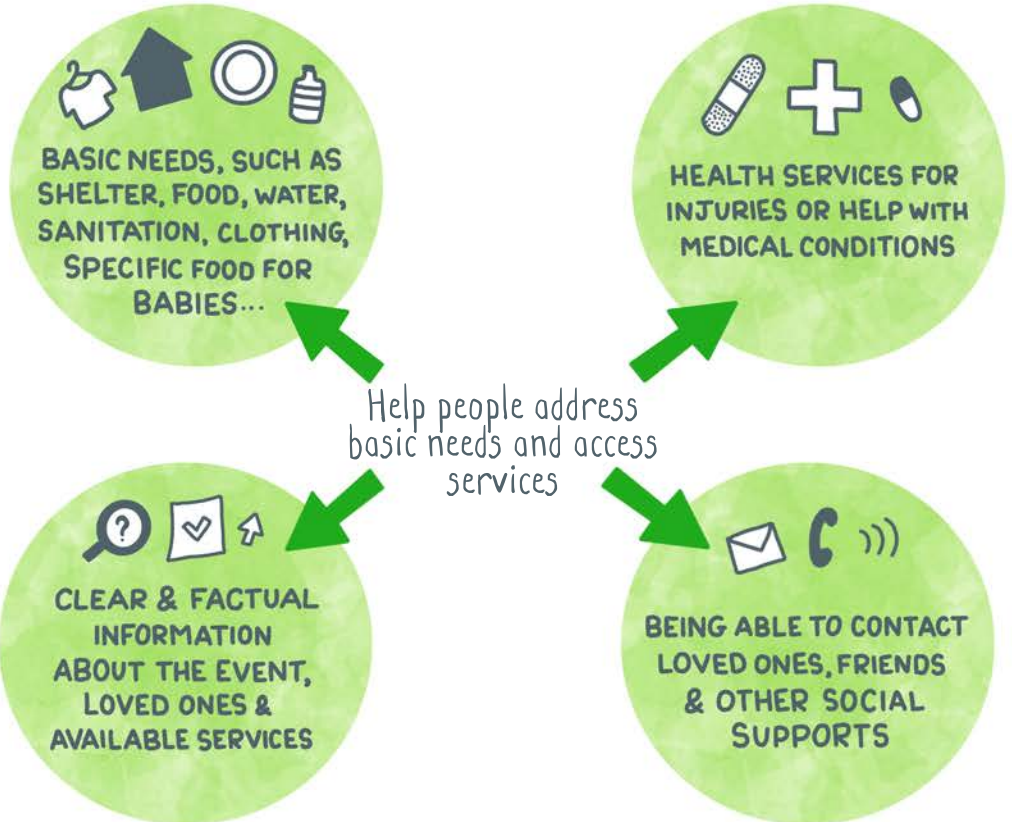 BASIC NEEDS, SUCH AS
SHELTER, FOOD, WATER,
SANITATION, CLOTHING,
SPECIFIC FOOD FOR
BABIES...
HEALTH SERVICES FOR
INJURIES OR HELP WITH
MEDICAL CONDITIONS
Help people address
basic needs and access
services
?
CLEAR & FACTUAL
INFORMATION
ABOUT THE EVENT,
LOVED ONES &
AVAILABLE SERVICES
BEING ABLE TO CONTACT
LOVED ONES, FRIENDS
& OTHER SOCIAL
SUPPORTS